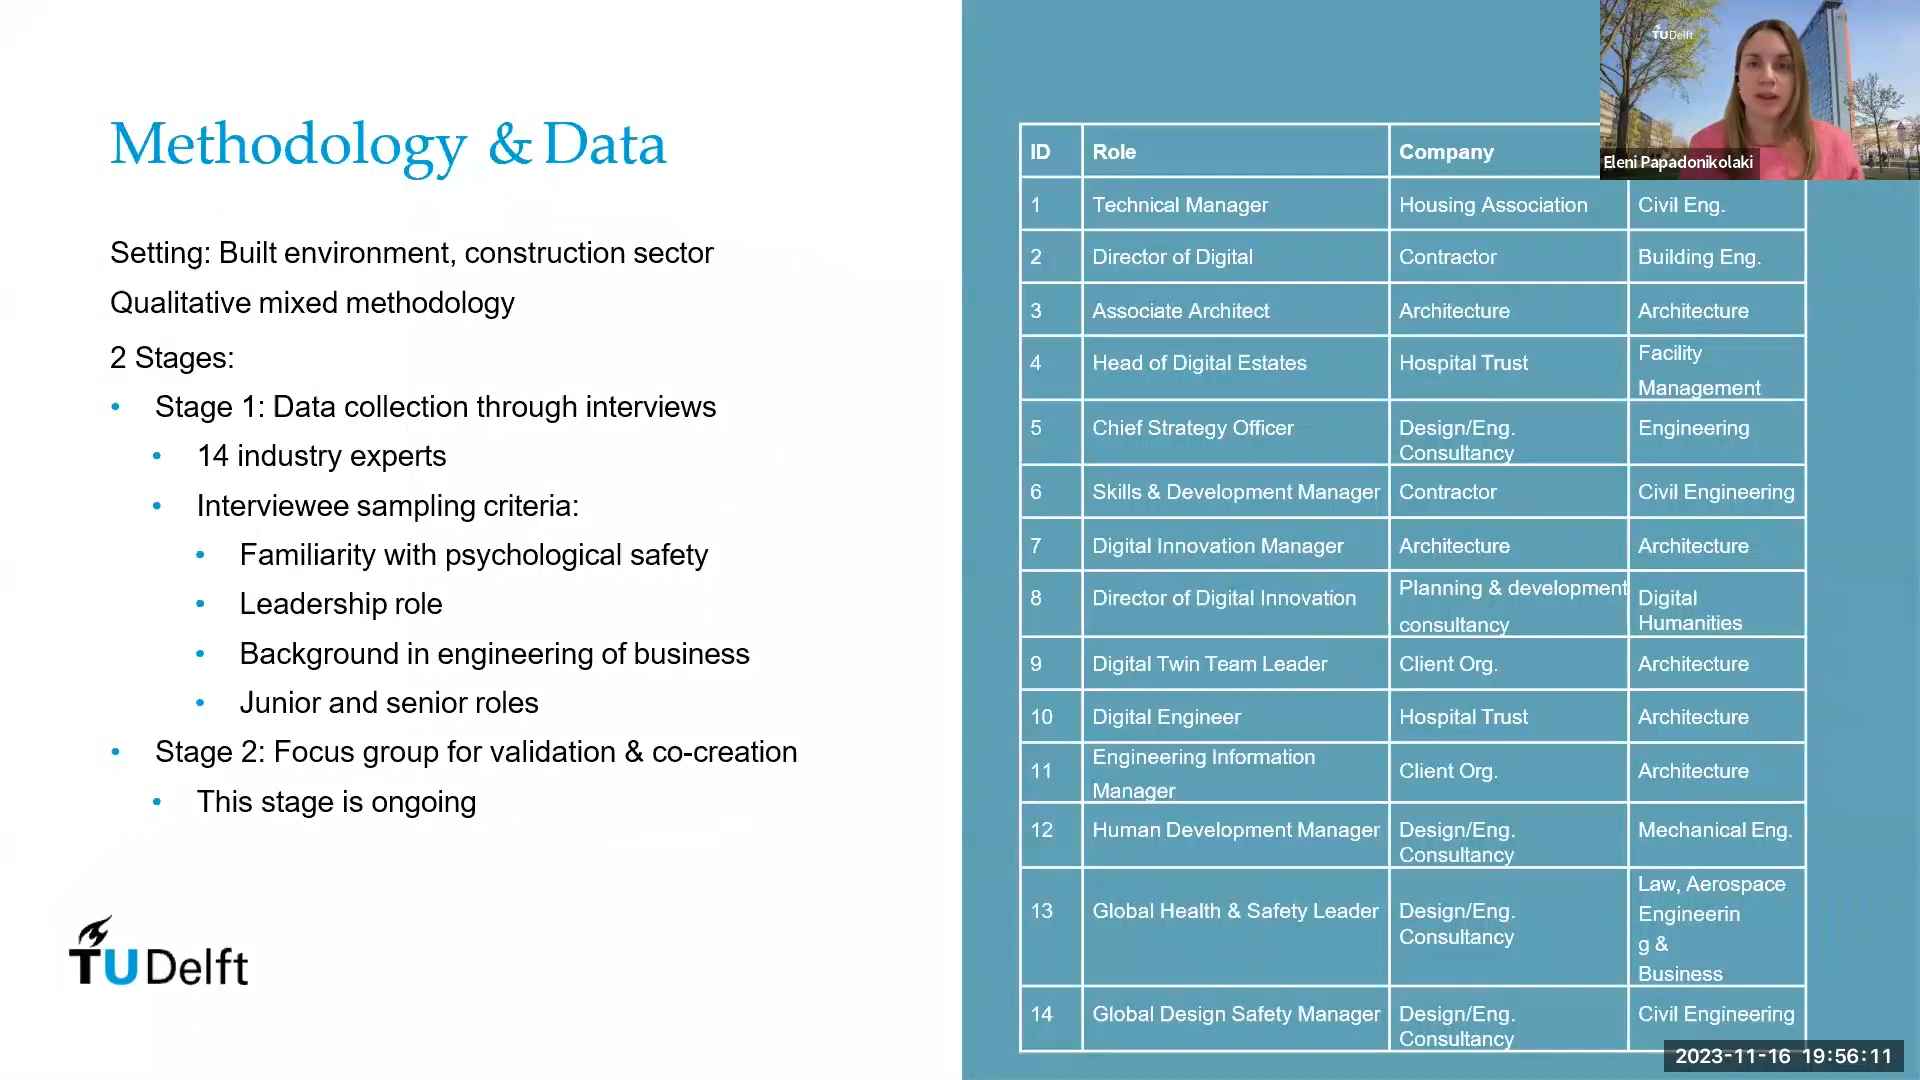 Methodology & Data
Setting: Built environment, construction sector
Qualitative mixed methodology
2 Stages:
• Stage 1: Data collection through interviews
• 14 industry experts
• Interviewee sampling criteria:
• Familiarity with psychological safety
• Leadership role
• Background in engineering of business
• Junior and senior roles
• Stage 2: Focus group for validation & co-creation
• This stage is ongoing
TUDelft
ID Role Company
1 Technical Manager Housing Association Civil Eng.
2 Director of Digital Contractor Building Eng.
3 Associate Architect Architecture Architecture
4 Head of Digital Estates Hospital Trust Facility
Management
5 Chief Strategy Officer Design/Eng. Engineering
Consultancy
6 Skills & Development Manager Contractor Civil Engineering
7 Digital Innovation Manager Architecture Architecture
8 Director of Digital Innovation Planning & development Digital
consultancy Humanities
9 Digital Twin Team Leader Client Org. Architecture
10 Digital Engineer Hospital Trust Architecture
11 Engineering Information Client Org. Architecture
Manager
12 Human Development Manager Design/Eng. Mechanical Eng.
Consultancy
13 Global Health & Safety Leader Design/Eng. Law, Aerospace
Consultancy Engineerin
g &
Business
14 Global Design Safety Manager Design/Eng. Civil Engineering
Consultancy
TUDelft
Eleni Papadonikolaki
2023-11-16 19:56:11